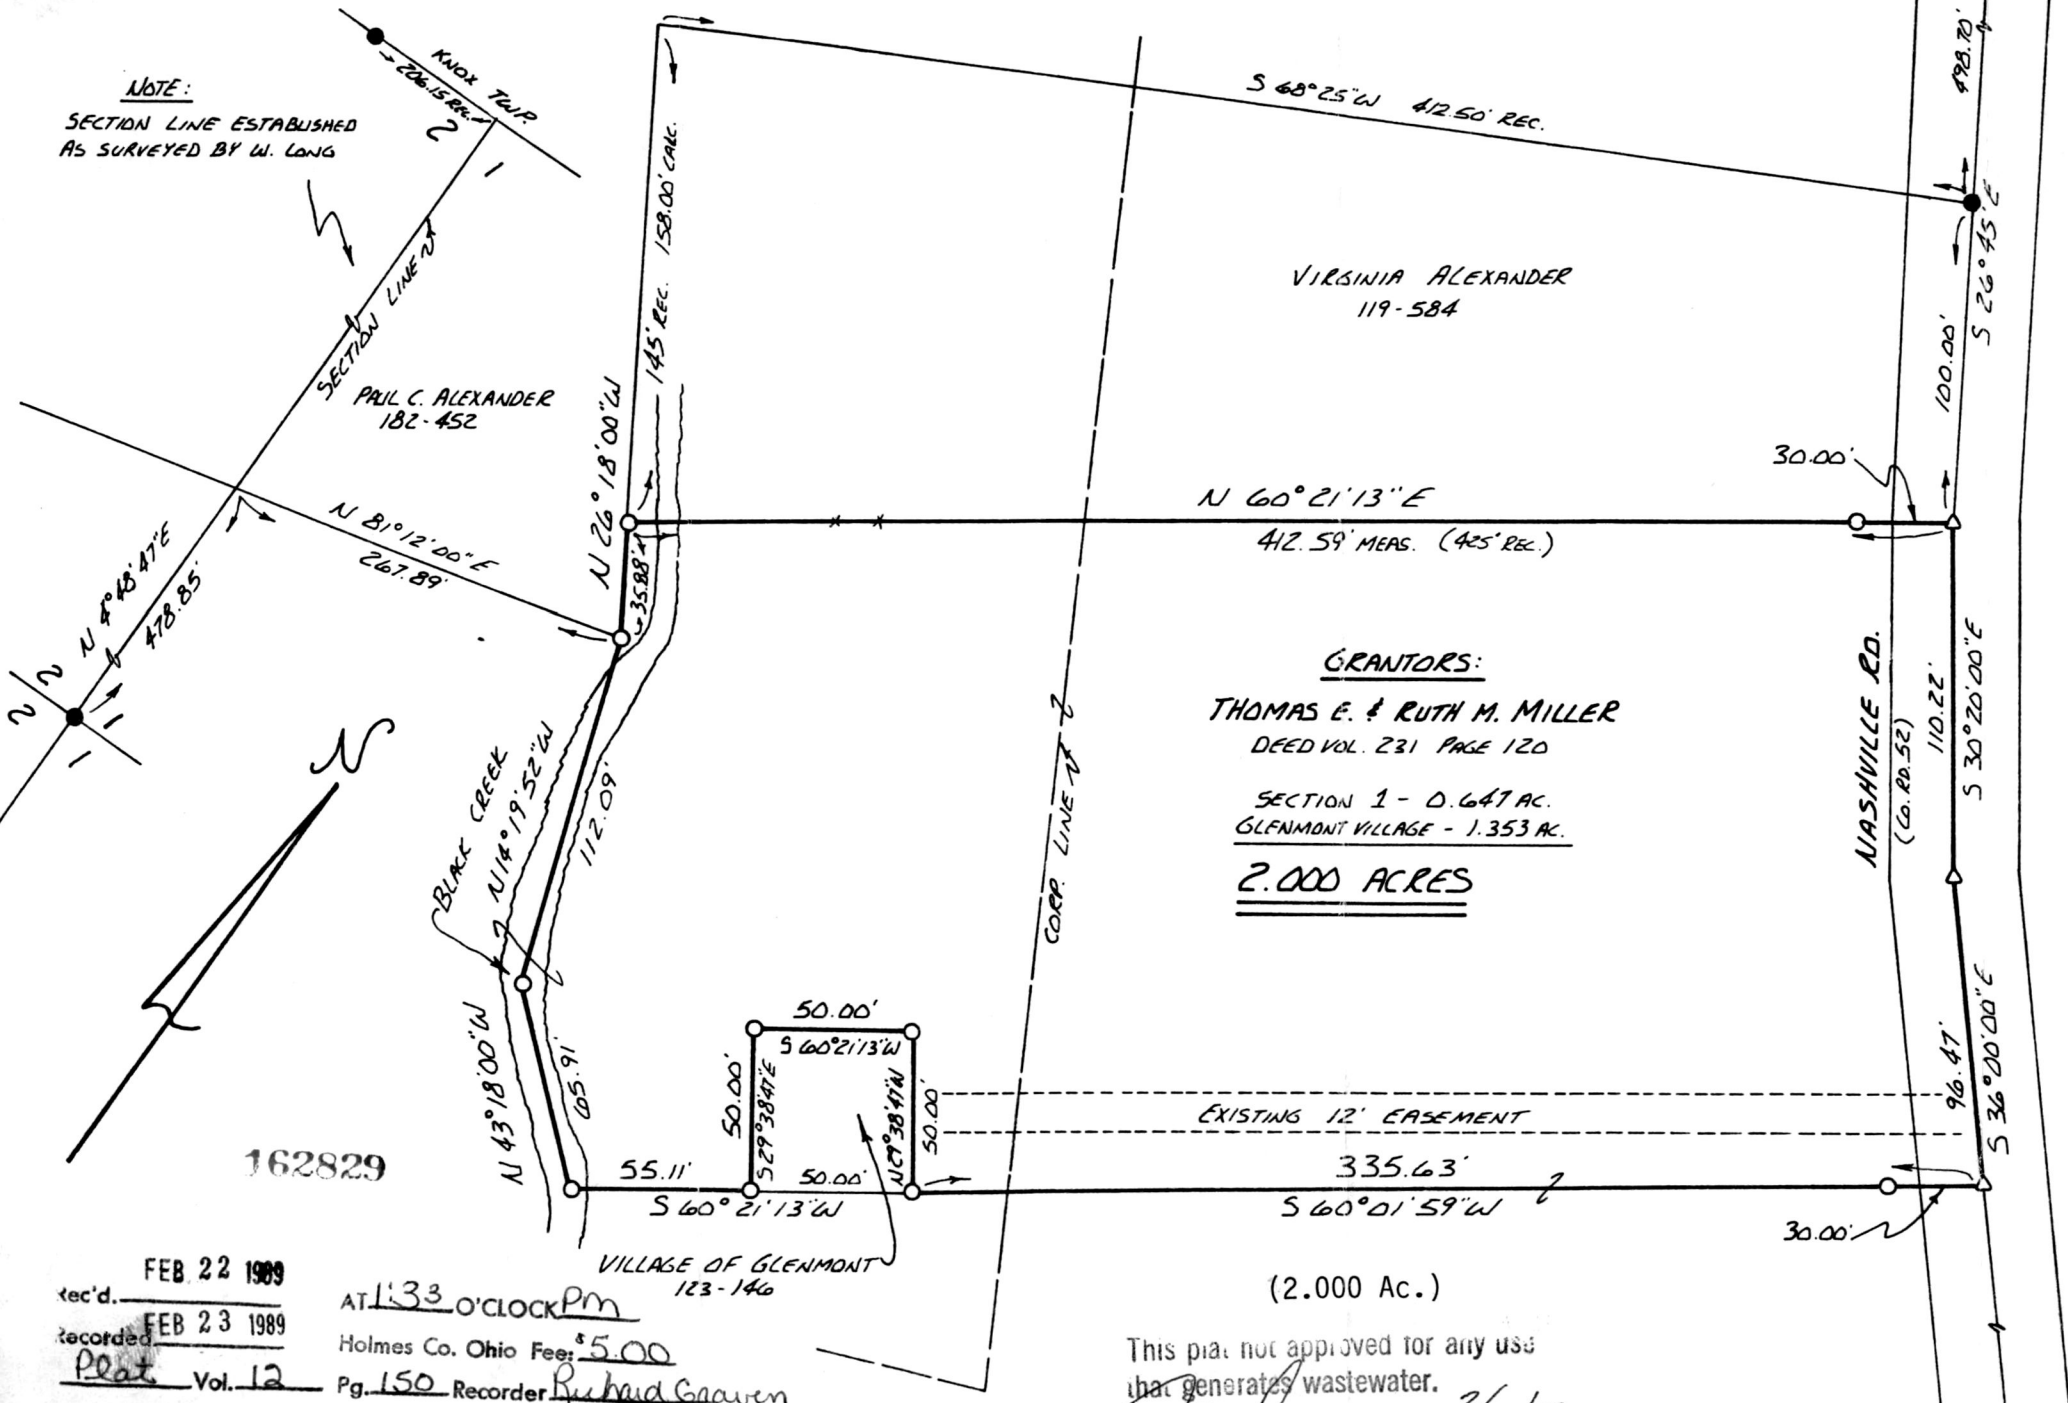 NOTE:
SECTION LINE ESTABLISHED
AS SURVEYED BY W. LONG
KNOX TWP.
206.15 REC.
2
1
SECTION LINE
PAUL C. ALEXANDER
182-452
N 81°12'00"E
267.89'
N 4°48'47"E
478.85'
2
2
1
1
N
S 68°25'W 412.50' REC.
498.70'
S 26°45'E
100.00'
145' REC. 158.00' CALC.
N 26°18'00"W
35.88'
VIRGINIA ALEXANDER
119-584
30.00'
N 60°21'13"E
412.59' MEAS. (425' REC.)
GRANTORS:
THOMAS E. & RUTH M. MILLER
DEED VOL. 231 PAGE 120
SECTION 1 - 0.647 AC.
GLENMONT VILLAGE - 1.353 AC.
2.000 ACRES
NASHVILLE RD.
(CO. RD. 52)
110.22'
S 30°20'00"E
96.47'
S 36°00'00"E
CORP. LINE
BLACK CREEK
N 14°19'52"W
112.09'
N 43°18'00"W
65.91'
50.00'
S 60°21'13"W
50.00'
S 29°38'47"E
N 29°38'47"W
50.00'
EXISTING 12' EASEMENT
55.11'
50.00'
S 60°21'13"W
335.63'
S 60°01'59"W
30.00'
VILLAGE OF GLENMONT
123-146
162829
(2.000 Ac.)
This plat not approved for any use
that generates wastewater.
Rec'd. FEB 22 1989 AT 1:33 O'CLOCK PM
Recorded FEB 23 1989 Holmes Co. Ohio Fee: $5.00
Plat Vol. 12 Pg. 150 Recorder Richard Graven